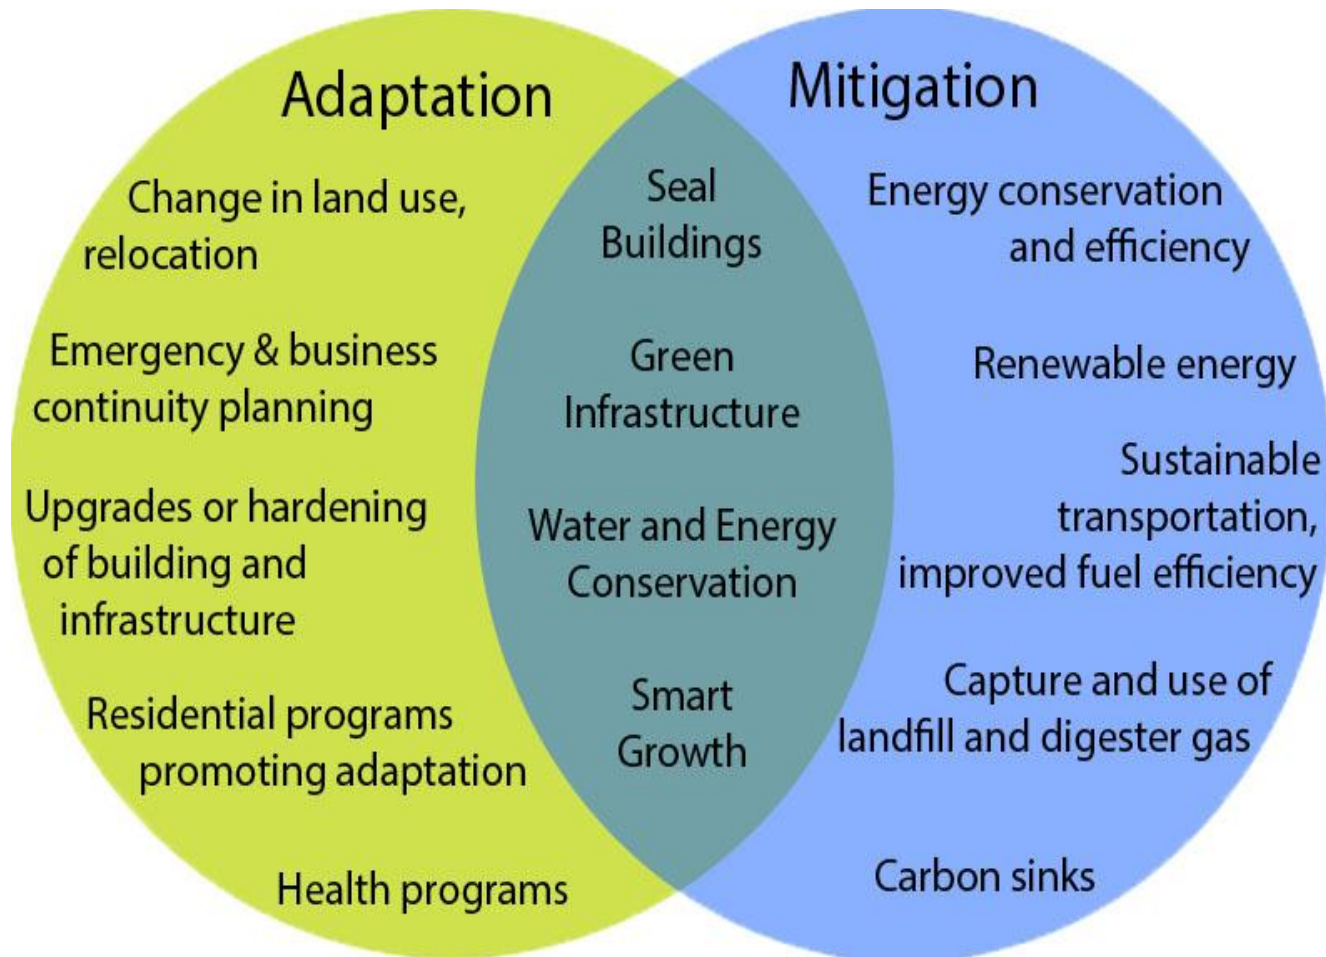 Adaptation
Change in land use,
relocation
Emergency & business
continuity planning
Upgrades or hardening
of building and
infrastructure
Residential programs
promoting adaptation
Health programs
Seal
Buildings
Green
Infrastructure
Water and Energy
Conservation
Smart
Growth
Mitigation
Energy conservation
and efficiency
Renewable energy
Sustainable
transportation,
improved fuel efficiency
Capture and use of
landfill and digester gas
Carbon sinks